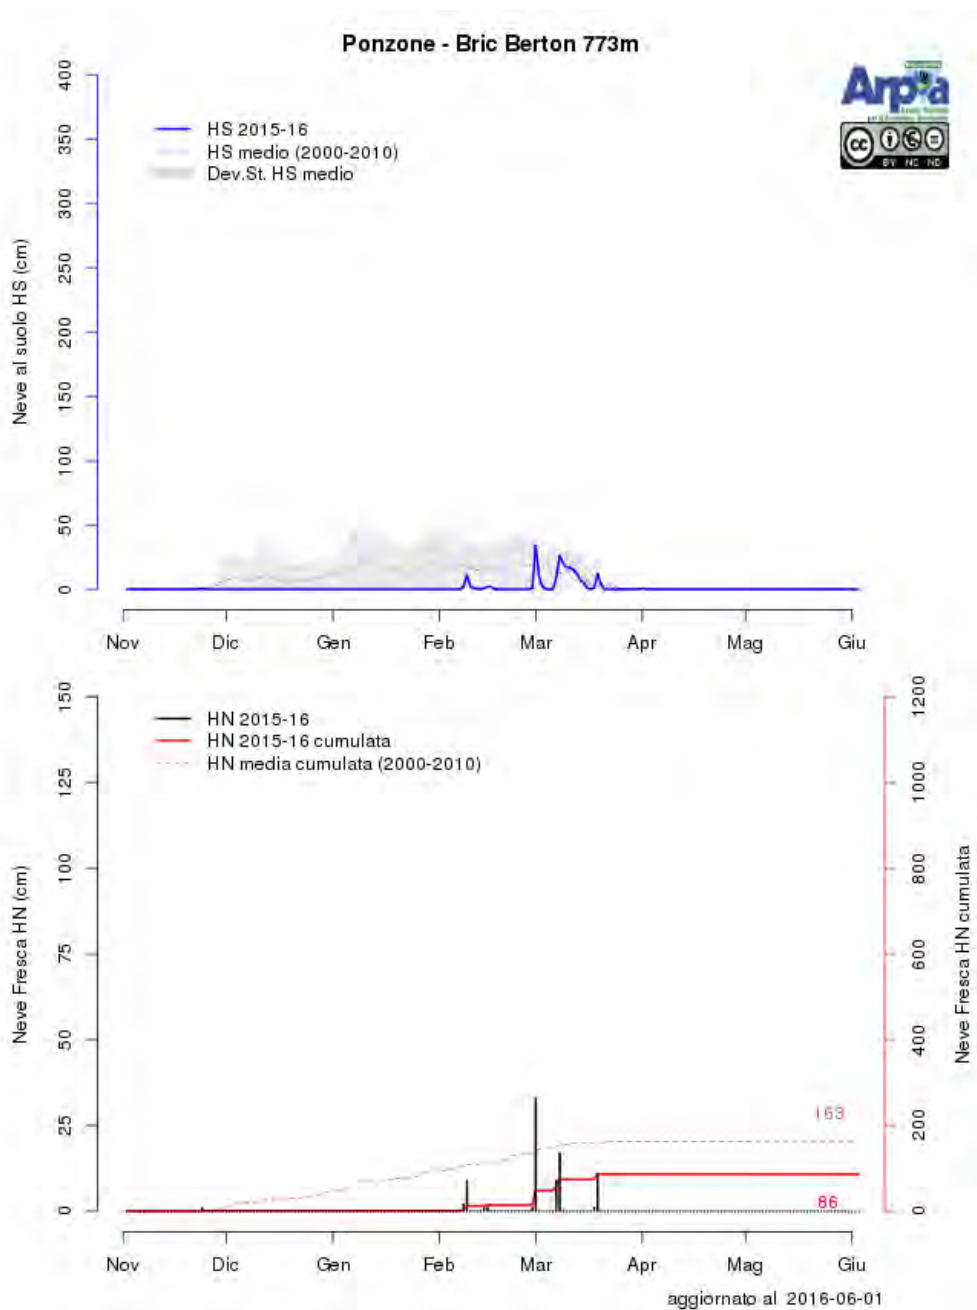 Ponzone - Bric Berton 773m
Arpa
cc
BY NC ND
HS 2015-16
HS medio (2000-2010)
Dev.St. HS medio
Neve al suolo HS (cm)
400
350
300
250
200
150
100
50
0
Nov Dic Gen Feb Mar Apr Mag Giu
HN 2015-16
HN 2015-16 cumulata
HN media cumulata (2000-2010)
Neve Fresca HN (cm)
150
125
100
75
50
25
0
Neve Fresca HN cumulata
1200
1000
800
600
400
200
0
163
86
Nov Dic Gen Feb Mar Apr Mag Giu
aggiornato al 2016-06-01